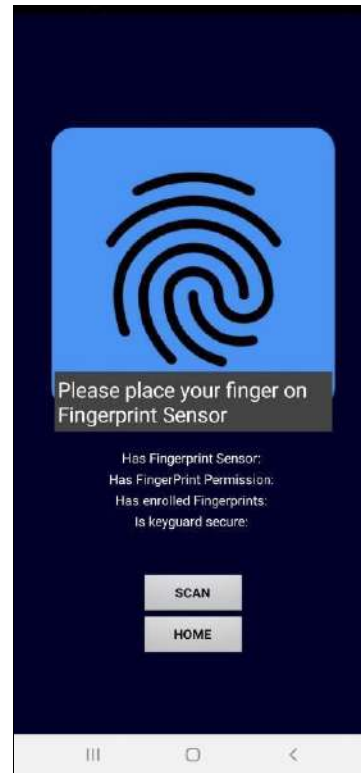 Please place your finger on
Fingerprint Sensor
Has Fingerprint Sensor:
Has FingerPrint Permission:
Has enrolled Fingerprints:
Is keyguard secure:
SCAN
HOME